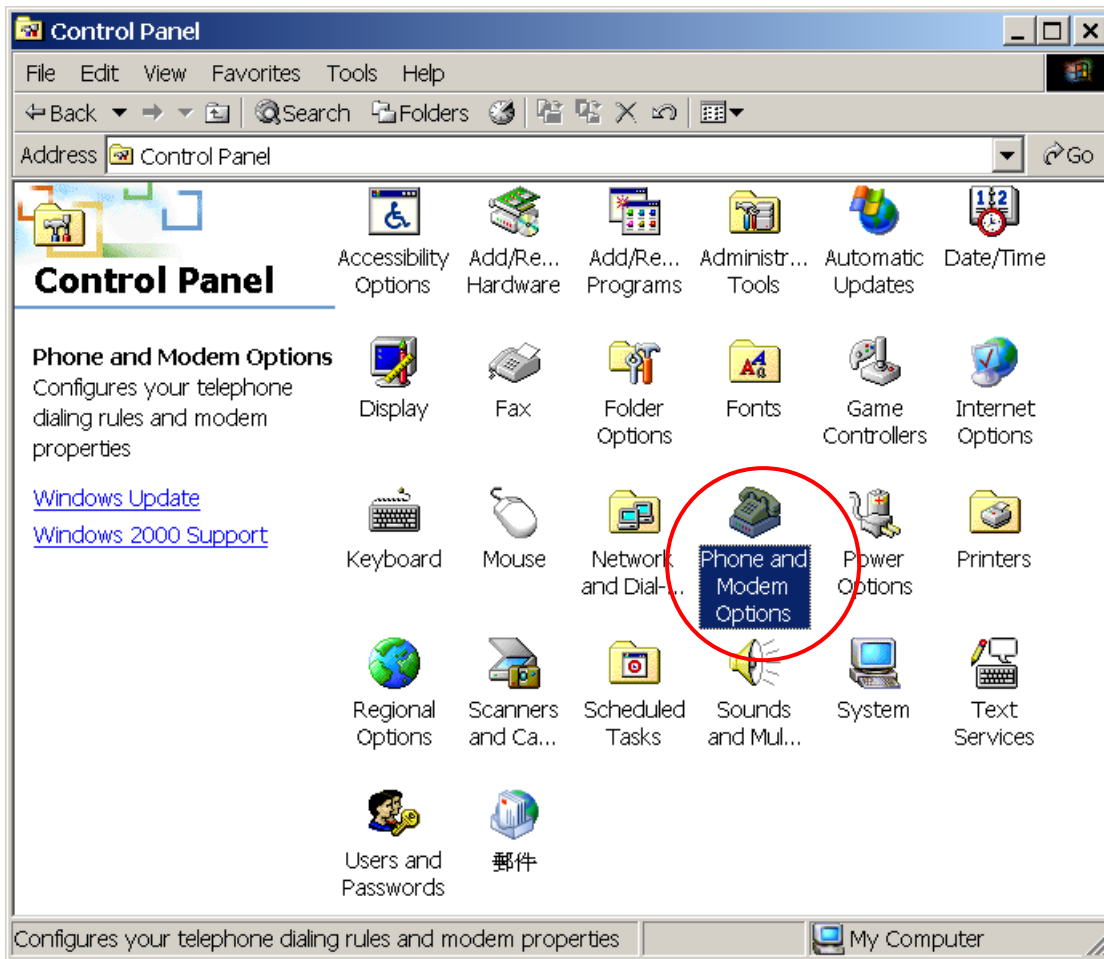 Control Panel
File Edit View Favorites Tools Help
Back Search Folders
Address Control Panel Go
Control Panel
Phone and Modem Options
Configures your telephone
dialing rules and modem
properties
Windows Update
Windows 2000 Support
Accessibility Options
Add/Re... Hardware
Add/Re... Programs
Administr... Tools
Automatic Updates
Date/Time
Display
Fax
Folder Options
Fonts
Game Controllers
Internet Options
Keyboard
Mouse
Network and Dial-...
Phone and Modem Options
Power Options
Printers
Regional Options
Scanners and Ca...
Scheduled Tasks
Sounds and Mul...
System
Text Services
Users and Passwords
郵件
Configures your telephone dialing rules and modem properties
My Computer